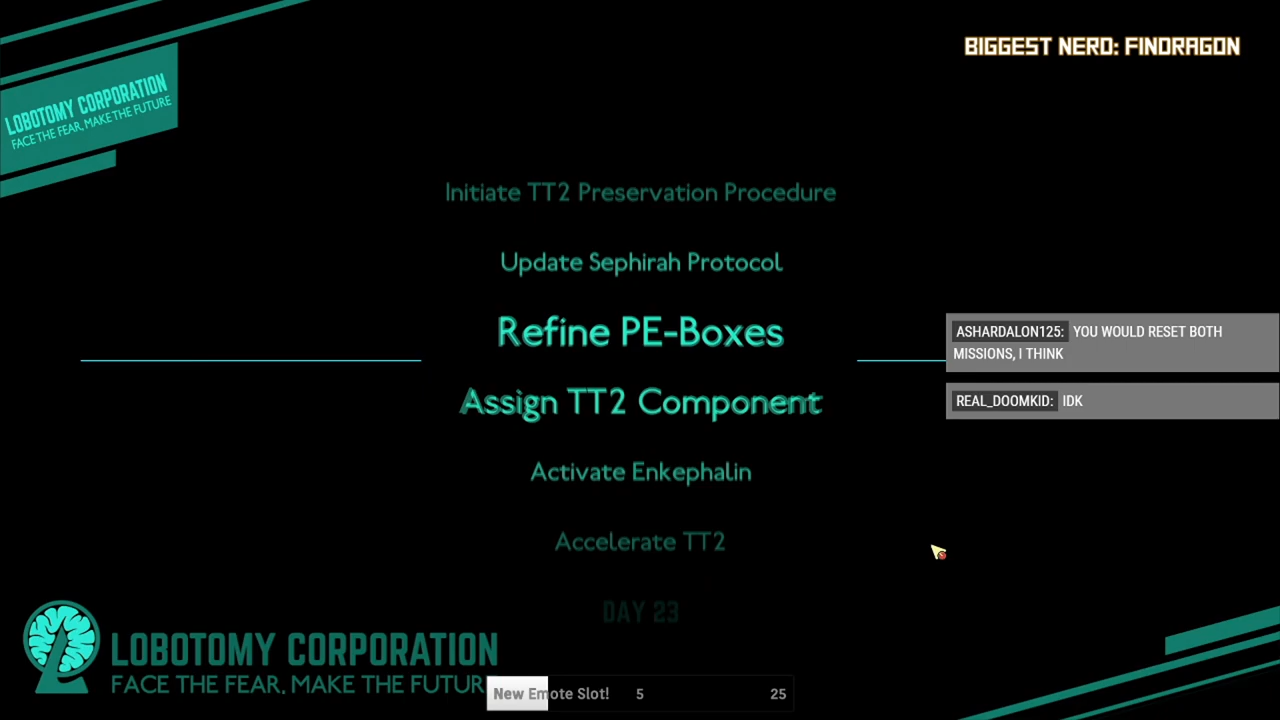 BIGGEST NERD: FINDRAGON
LOBOTOMY CORPORATION
FACE THE FEAR, MAKE THE FUTURE
Initiate TT2 Preservation Procedure
Update Sephirah Protocol
Refine PE-Boxes
ASHARDALON125: YOU WOULD RESET BOTH
MISSIONS, I THINK
Assign TT2 Component
REAL_DOOMKID: IDK
Activate Enkephalin
Accelerate TT2
DAY 23
LOBOTOMY CORPORATION
FACE THE FEAR, MAKE THE FUTUR
New Emote Slot! 5 25